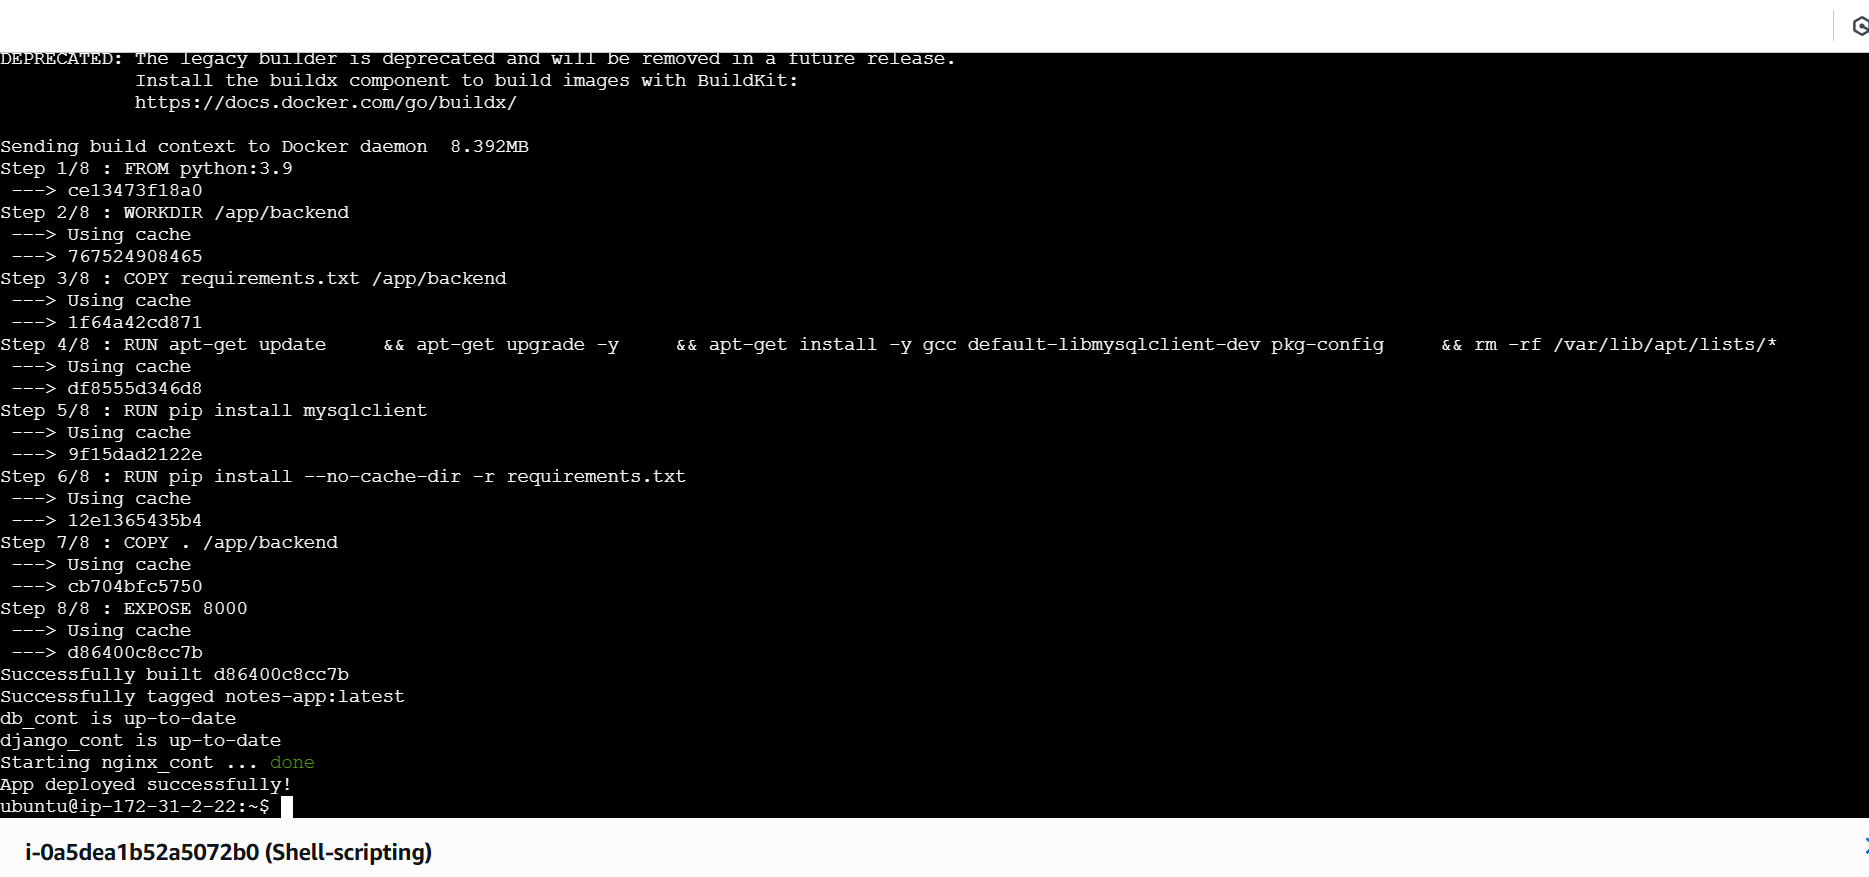 DEPRECATED: The legacy builder is deprecated and will be removed in a future release.
            Install the buildx component to build images with BuildKit:
            https://docs.docker.com/go/buildx/

Sending build context to Docker daemon  8.392MB
Step 1/8 : FROM python:3.9
 ---> ce13473f18a0
Step 2/8 : WORKDIR /app/backend
 ---> Using cache
 ---> 767524908465
Step 3/8 : COPY requirements.txt /app/backend
 ---> Using cache
 ---> 1f64a42cd871
Step 4/8 : RUN apt-get update     && apt-get upgrade -y     && apt-get install -y gcc default-libmysqlclient-dev pkg-config     && rm -rf /var/lib/apt/lists/*
 ---> Using cache
 ---> df8555d346d8
Step 5/8 : RUN pip install mysqlclient
 ---> Using cache
 ---> 9f15dad2122e
Step 6/8 : RUN pip install --no-cache-dir -r requirements.txt
 ---> Using cache
 ---> 12e1365435b4
Step 7/8 : COPY . /app/backend
 ---> Using cache
 ---> cb704bfc5750
Step 8/8 : EXPOSE 8000
 ---> Using cache
 ---> d86400c8cc7b
Successfully built d86400c8cc7b
Successfully tagged notes-app:latest
db_cont is up-to-date
django_cont is up-to-date
Starting nginx_cont ... done
App deployed successfully!
ubuntu@ip-172-31-2-22:~$
i-0a5dea1b52a5072b0 (Shell-scripting)